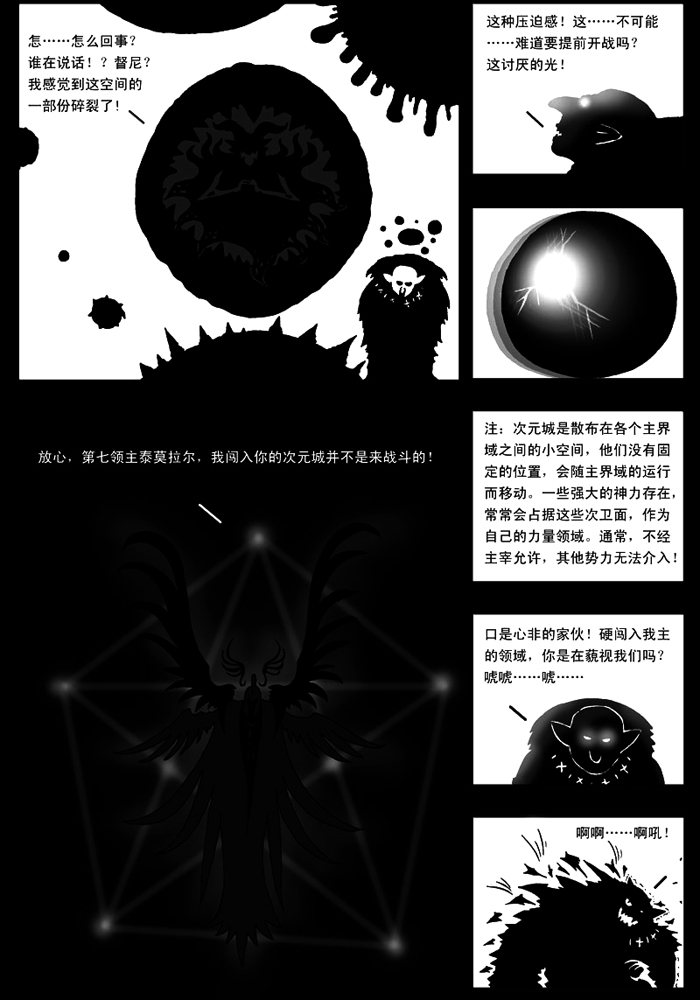 怎……怎么回事？
谁在说话！？督尼？
我感觉到这空间的
一部份碎裂了！
这种压迫感！这……不可能
……难道要提前开战吗？
这讨厌的光！
放心，第七领主泰莫拉尔，我闯入你的次元城并不是来战斗的！
注：次元城是散布在各个主界
域之间的小空间，他们没有固
定的位置，会随主界域的运行
而移动。一些强大的神力存在，
常常会占据这些次卫面，作为
自己的力量领域。通常，不经
主宰允许，其他势力无法介入！
口是心非的家伙！硬闯入我主
的领域，你是在藐视我们吗？
唬唬……唬……
啊啊……啊吼！